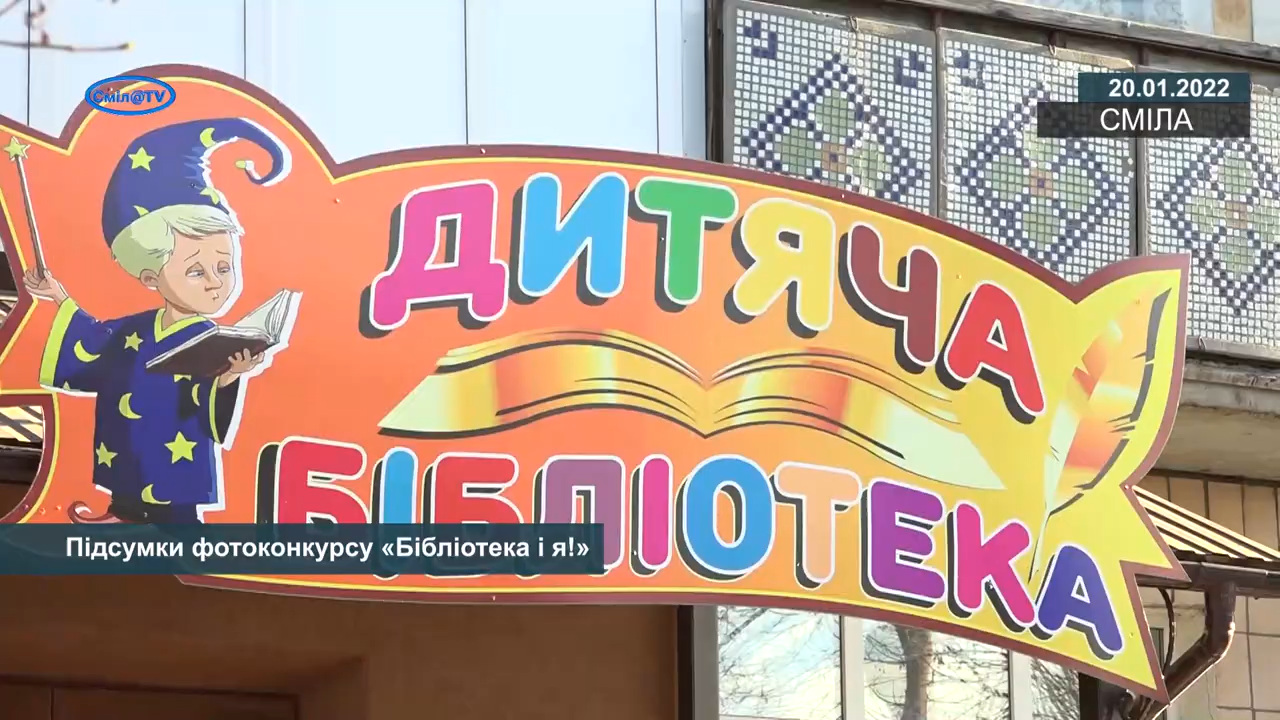 Сміл@TV
20.01.2022
СМІЛА
ДИТЯЧА
БІБЛІОТЕКА
Підсумки фотоконкурсу «Бібліотека і я!»